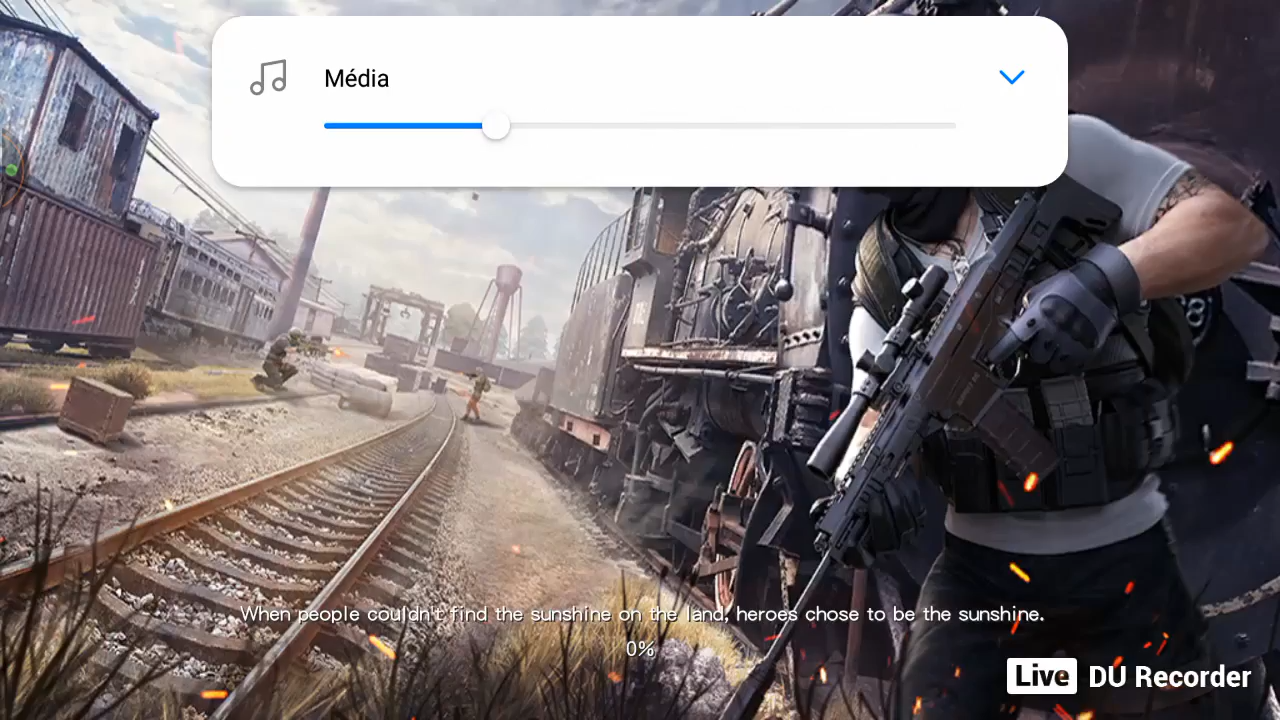 Média
When people couldn't find the sunshine on the land, heroes chose to be the sunshine.
0%
Live DU Recorder